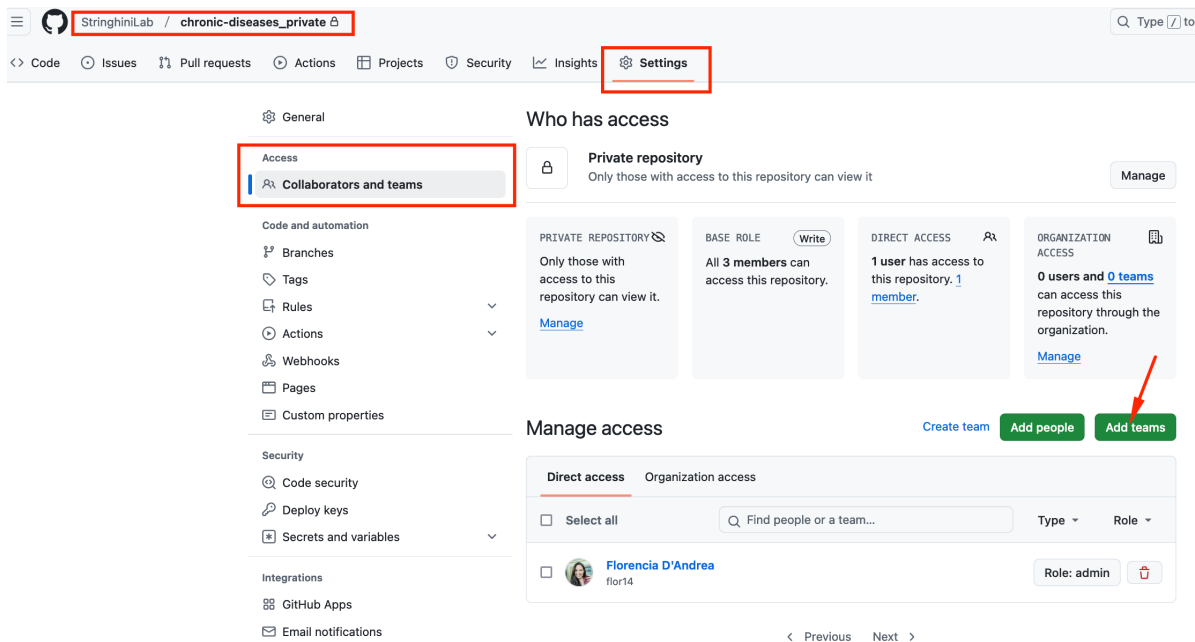 StringhiniLab / chronic-diseases_private
Type / to
Code
Issues
Pull requests
Actions
Projects
Security
Insights
Settings
General
Access
Collaborators and teams
Code and automation
Branches
Tags
Rules
Actions
Webhooks
Pages
Custom properties
Security
Code security
Deploy keys
Secrets and variables
Integrations
GitHub Apps
Email notifications
Who has access
Private repository
Only those with access to this repository can view it
Manage
PRIVATE REPOSITORY
Only those with
access to this
repository can view it.
Manage
BASE ROLE
Write
All 3 members can
access this repository.
DIRECT ACCESS
1 user has access to
this repository. 1
member.
ORGANIZATION
ACCESS
0 users and 0 teams
can access this
repository through the
organization.
Manage
Manage access
Create team
Add people
Add teams
Direct access
Organization access
Select all
Find people or a team...
Type
Role
Florencia D'Andrea
flor14
Role: admin
Previous
Next